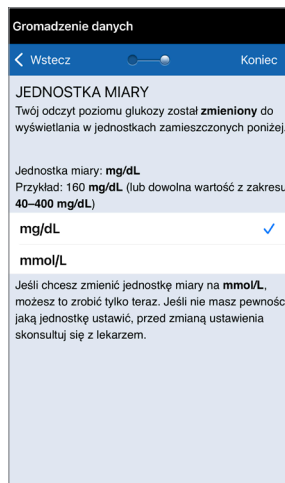 Gromadzenie danych
Wstecz
Koniec
JEDNOSTKA MIARY
Twój odczyt poziomu glukozy został zmieniony do
wyświetlania w jednostkach zamieszczonych poniżej.
Jednostka miary: mg/dL
Przykład: 160 mg/dL (lub dowolna wartość z zakresu
40–400 mg/dL)
mg/dL
mmol/L
Jeśli chcesz zmienić jednostkę miary na mmol/L,
możesz to zrobić tylko teraz. Jeśli nie masz pewnośc
jaką jednostkę ustawić, przed zmianą ustawienia
skonsultuj się z lekarzem.